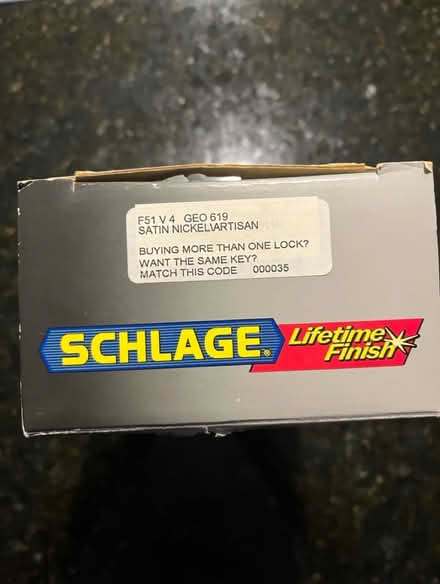 F51 V 4 GEO 619
SATIN NICKEL\ARTISAN
BUYING MORE THAN ONE LOCK?
WANT THE SAME KEY?
MATCH THIS CODE 000035
SCHLAGE®
Lifetime
Finish